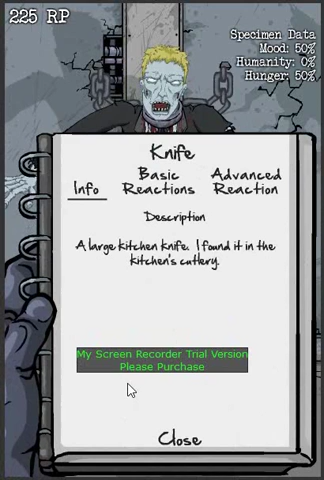 225 RP
Specimen Data
Mood: 50%
Humanity: 0%
Hunger: 50%
Knife
Info
Basic Reactions
Advanced Reaction
Description
A large kitchen knife. I found it in the
kitchen's cutlery.
My Screen Recorder Trial Version
Please Purchase
Close